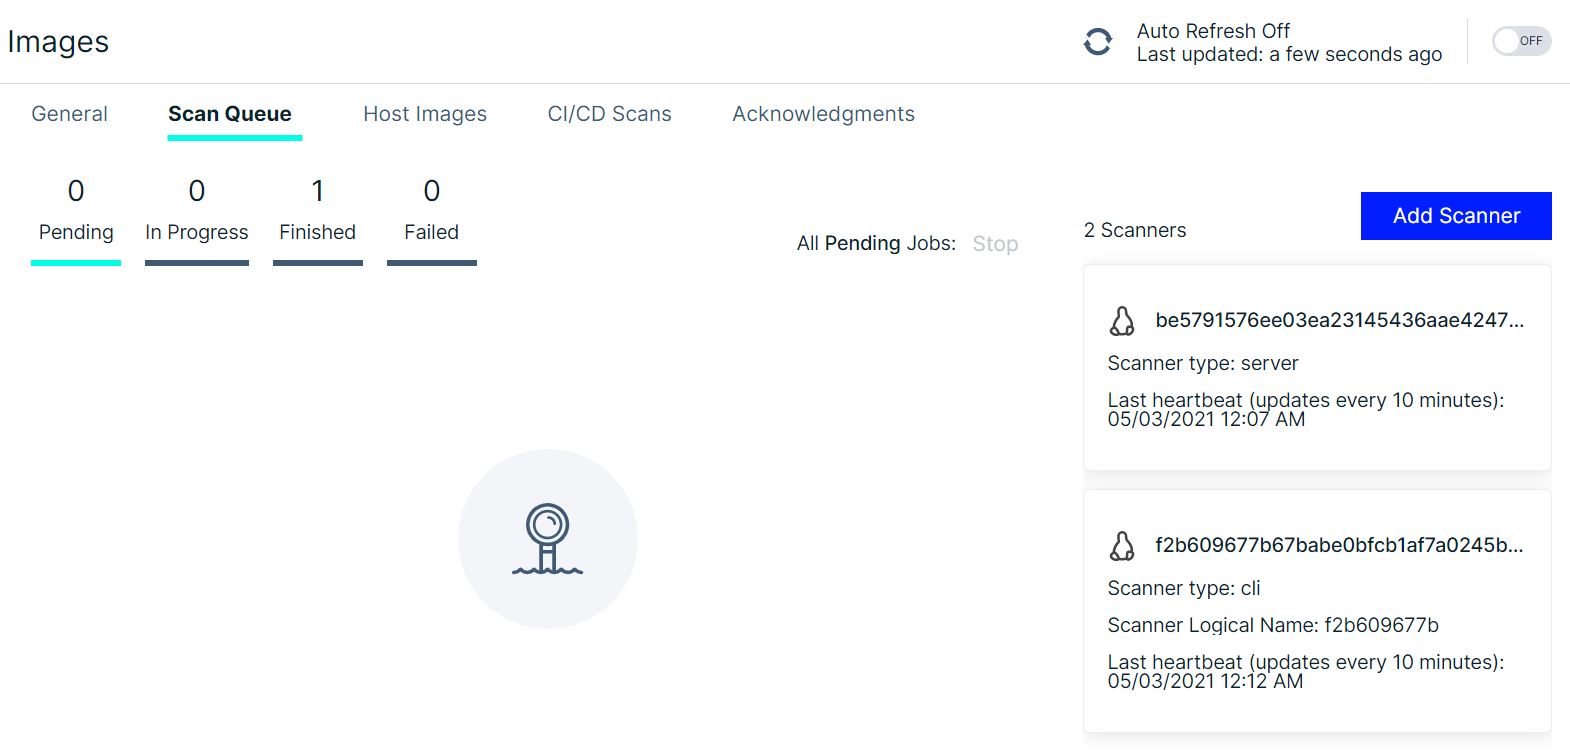 Images
Auto Refresh Off
Last updated: a few seconds ago
OFF
General
Scan Queue
Host Images
CI/CD Scans
Acknowledgments
0
Pending
0
In Progress
1
Finished
0
Failed
All Pending Jobs: Stop
2 Scanners
Add Scanner
be5791576ee03ea23145436aae4247...
Scanner type: server
Last heartbeat (updates every 10 minutes):
05/03/2021 12:07 AM
f2b609677b67babe0bfcb1af7a0245b...
Scanner type: cli
Scanner Logical Name: f2b609677b
Last heartbeat (updates every 10 minutes):
05/03/2021 12:12 AM